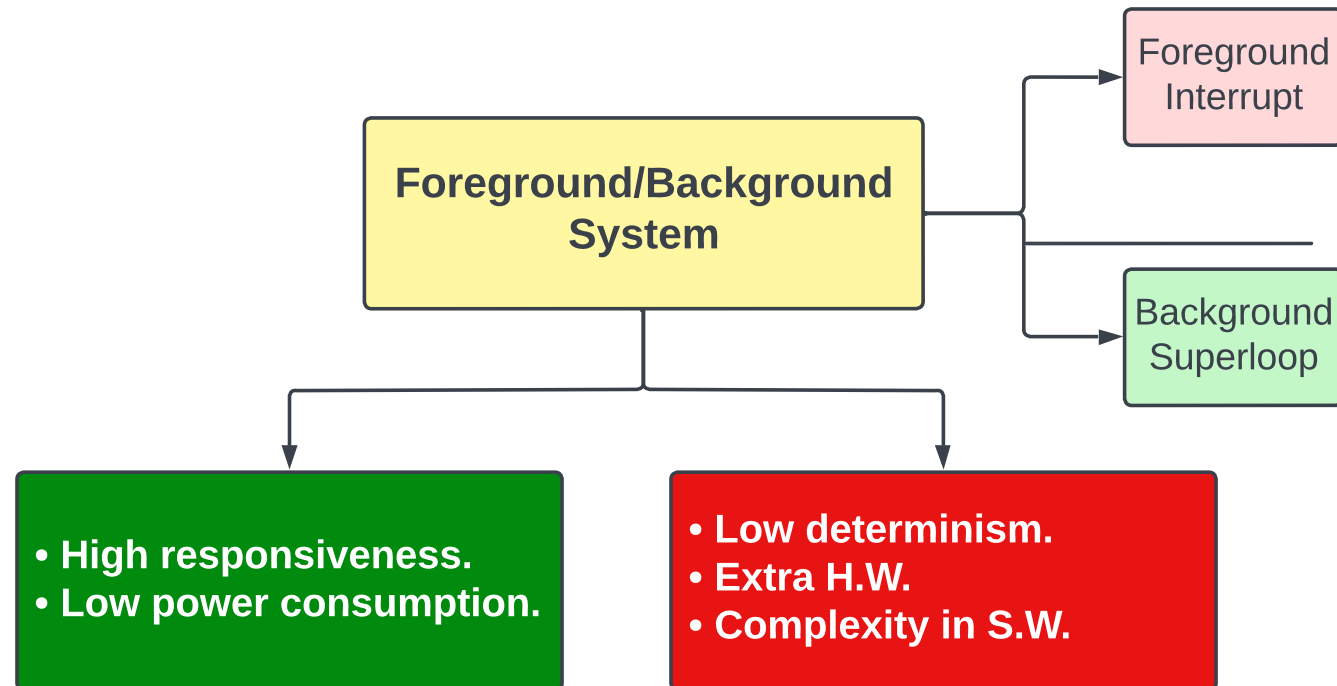 Foreground
Interrupt
Foreground/Background
System
Background
Superloop
• High responsiveness.
• Low power consumption.
• Low determinism.
• Extra H.W.
• Complexity in S.W.